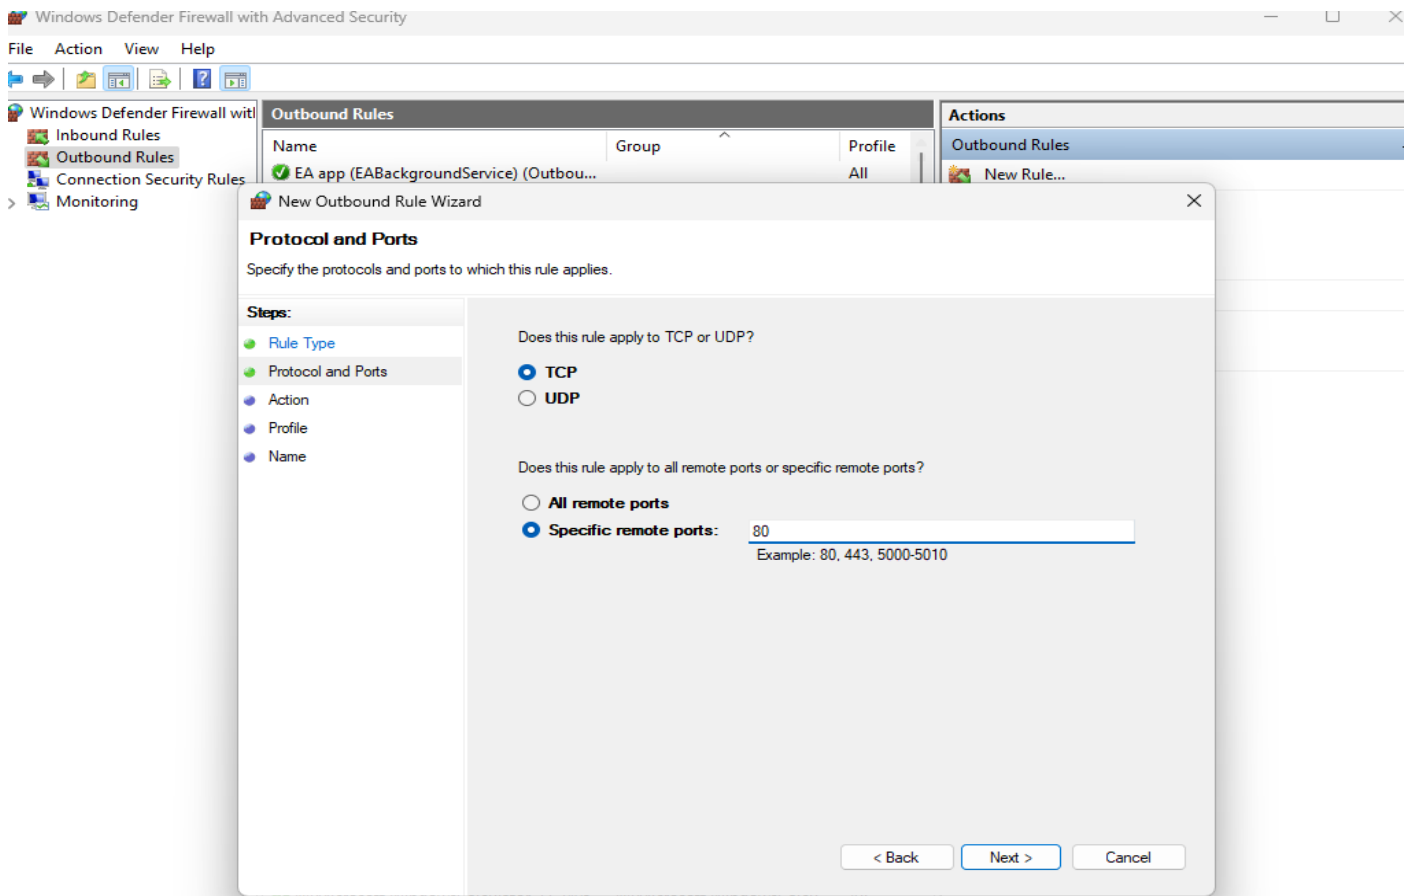 Windows Defender Firewall with Advanced Security
File Action View Help
Windows Defender Firewall witl
Inbound Rules
Outbound Rules
Connection Security Rules
Monitoring
Outbound Rules
Name Group Profile
EA app (EABackgroundService) (Outbou... All
Actions
Outbound Rules
New Rule...
New Outbound Rule Wizard
Protocol and Ports
Specify the protocols and ports to which this rule applies.
Steps:
Rule Type
Protocol and Ports
Action
Profile
Name
Does this rule apply to TCP or UDP?
TCP
UDP
Does this rule apply to all remote ports or specific remote ports?
All remote ports
Specific remote ports: 80
Example: 80, 443, 5000-5010
< Back Next > Cancel